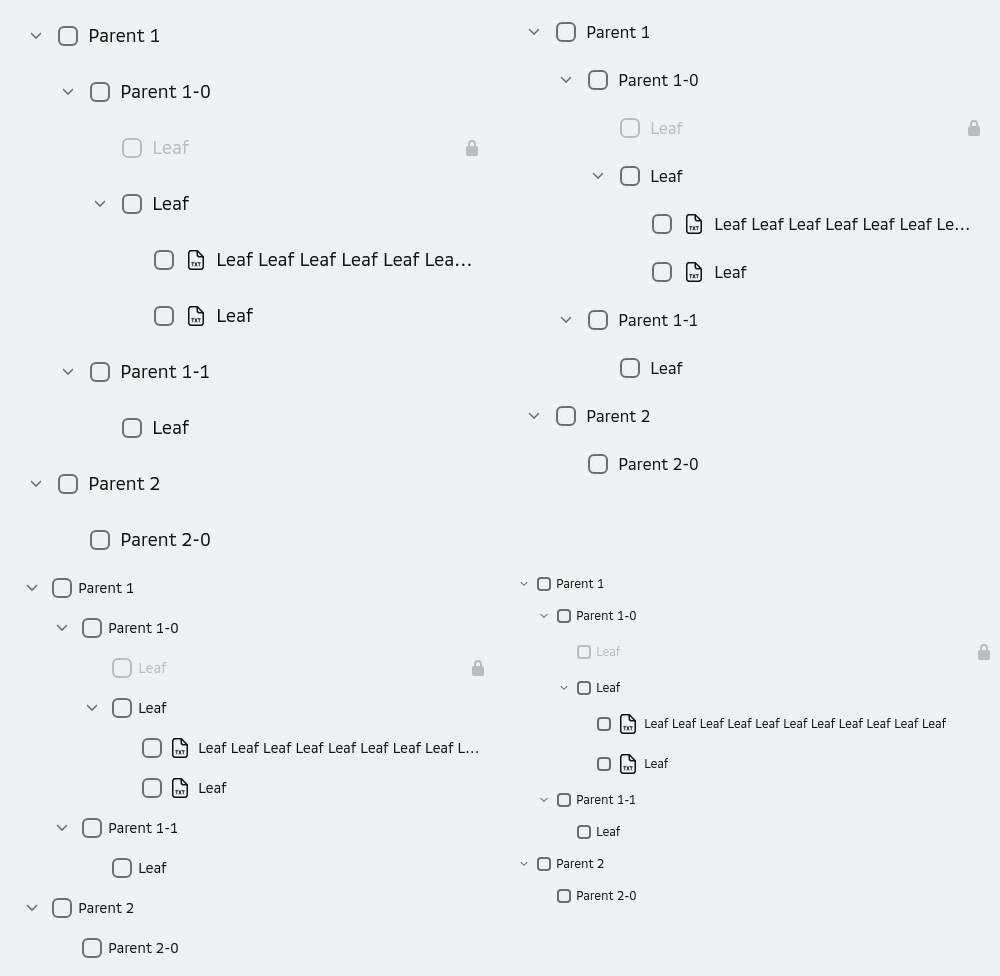 Parent 1
Parent 1-0
Leaf
Leaf
TXT Leaf Leaf Leaf Leaf Leaf Lea...
TXT Leaf
Parent 1-1
Leaf
Parent 2
Parent 2-0
Parent 1
Parent 1-0
Leaf
Leaf
TXT Leaf Leaf Leaf Leaf Leaf Leaf Le...
TXT Leaf
Parent 1-1
Leaf
Parent 2
Parent 2-0
Parent 1
Parent 1-0
Leaf
Leaf
TXT Leaf Leaf Leaf Leaf Leaf Leaf Leaf Leaf L...
TXT Leaf
Parent 1-1
Leaf
Parent 2
Parent 2-0
Parent 1
Parent 1-0
Leaf
Leaf
TXT Leaf Leaf Leaf Leaf Leaf Leaf Leaf Leaf Leaf Leaf Leaf
TXT Leaf
Parent 1-1
Leaf
Parent 2
Parent 2-0